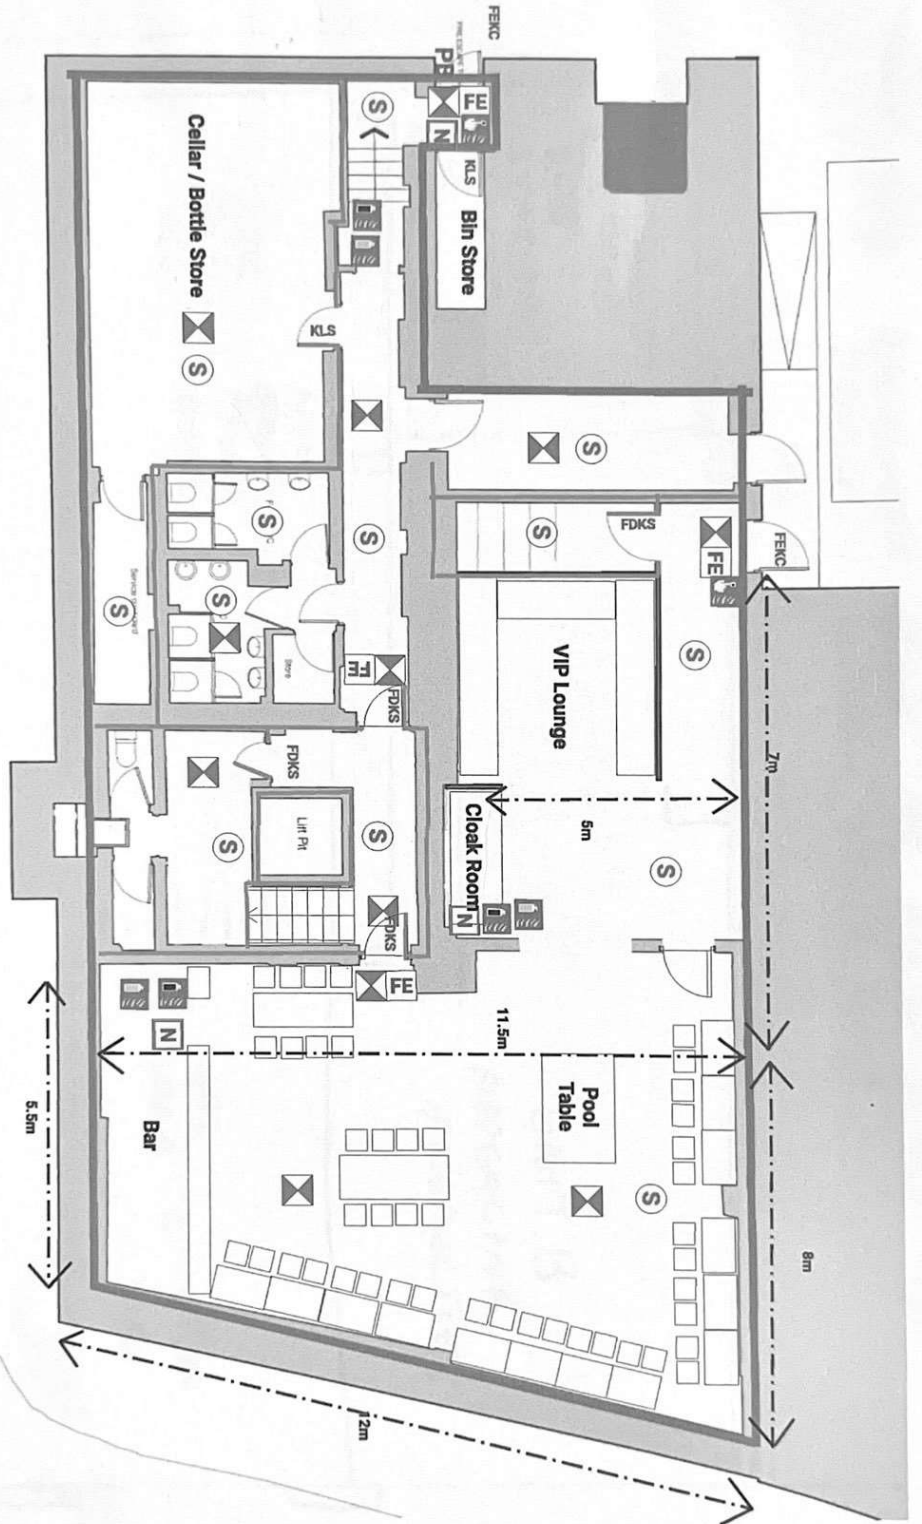 FEKC
FE
N
S
KLS
Bin Store
Cellar / Bottle Store
S
KLS
S
S
S
FDKS
FE
FEKC
S
S
S
S
Store
FE
FDKS
VIP Lounge
S
7m
5m
FDKS
Lift Pit
S
S
Cloak Room
S
N
FDKS
FE
N
11.5m
5.5m
Bar
Pool
Table
S
8m
12m